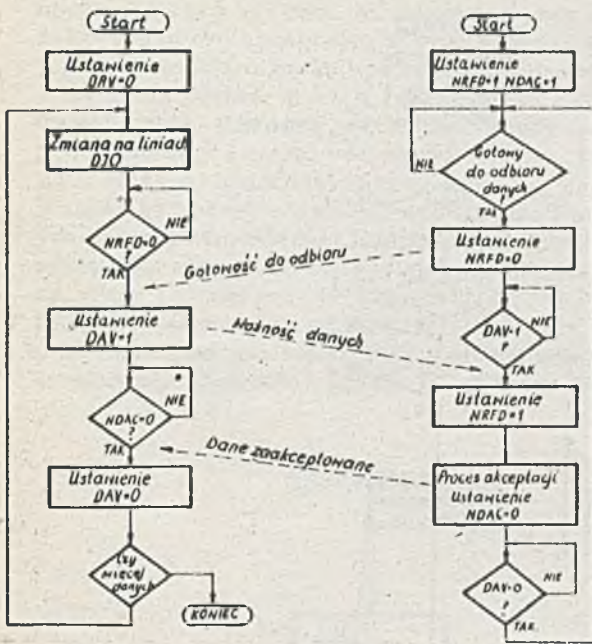 Start
Ustawienie
DAV=0
Zmiana na liniach
DIO
NIE
NRFD=0
?
TAK
Ustawienie
DAV=1
NIE
NDAC=0
?
TAK
Ustawienie
DAV=0
Czy
więcej
danych
KONIEC
Gotowość do odbioru
Ważność danych
Dane zaakceptowane
Start
Ustawienie
NRFD=1 NDAC=1
Gotowy
do odbioru
danych
?
NIE
TAK
Ustawienie
NRFD=0
DAV=1
?
NIE
TAK
Ustawienie
NRFD=1
Proces akceptacji
Ustawienie
NDAC=0
DAV=0
?
NIE
TAK